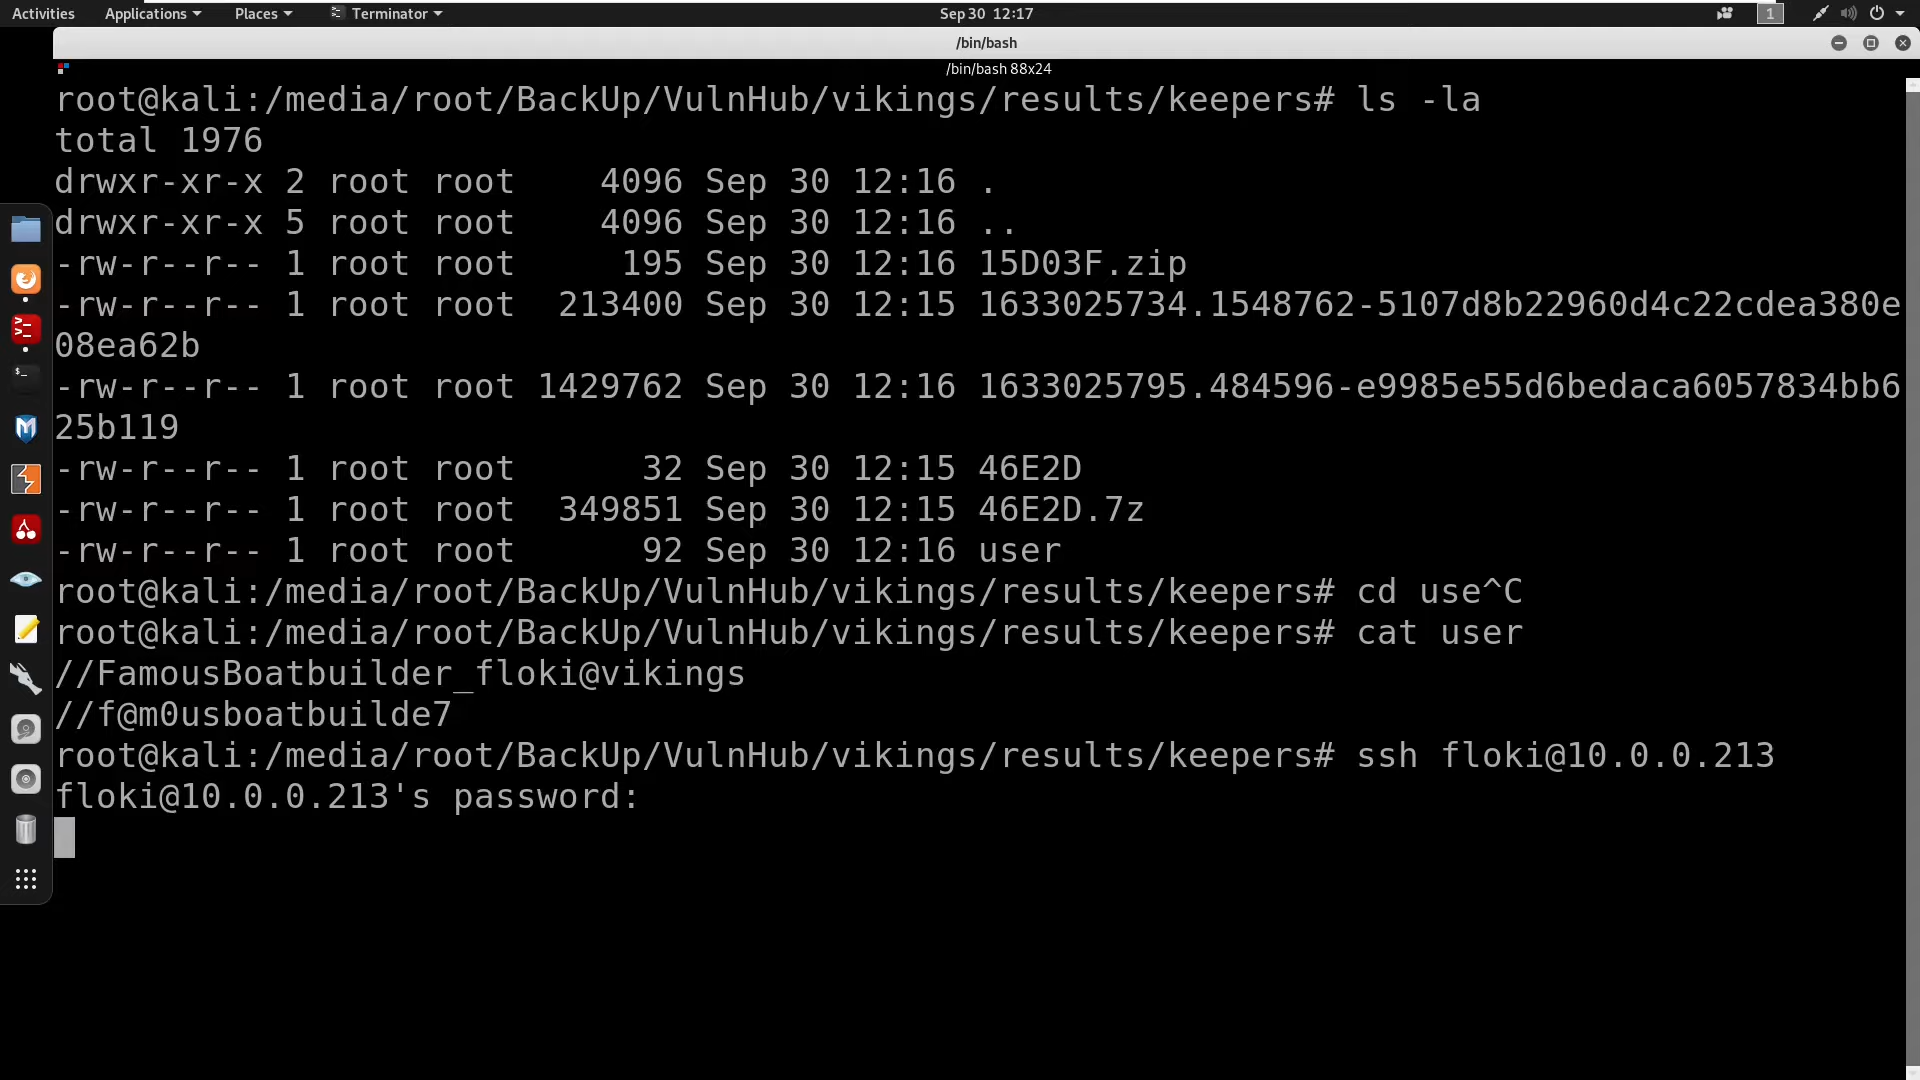 Activities Applications Places Terminator Sep 30 12:17 1
/bin/bash
/bin/bash 88x24
root@kali:/media/root/BackUp/VulnHub/vikings/results/keepers# ls -la
total 1976
drwxr-xr-x 2 root root    4096 Sep 30 12:16 .
drwxr-xr-x 5 root root    4096 Sep 30 12:16 ..
-rw-r--r-- 1 root root     195 Sep 30 12:16 15D03F.zip
-rw-r--r-- 1 root root  213400 Sep 30 12:15 1633025734.1548762-5107d8b22960d4c22cdea380e
08ea62b
-rw-r--r-- 1 root root 1429762 Sep 30 12:16 1633025795.484596-e9985e55d6bedaca6057834bb6
25b119
-rw-r--r-- 1 root root      32 Sep 30 12:15 46E2D
-rw-r--r-- 1 root root  349851 Sep 30 12:15 46E2D.7z
-rw-r--r-- 1 root root      92 Sep 30 12:16 user
root@kali:/media/root/BackUp/VulnHub/vikings/results/keepers# cd use^C
root@kali:/media/root/BackUp/VulnHub/vikings/results/keepers# cat user
//FamousBoatbuilder_floki@vikings
//f@m0usboatbuilde7
root@kali:/media/root/BackUp/VulnHub/vikings/results/keepers# ssh floki@10.0.0.213
floki@10.0.0.213's password: